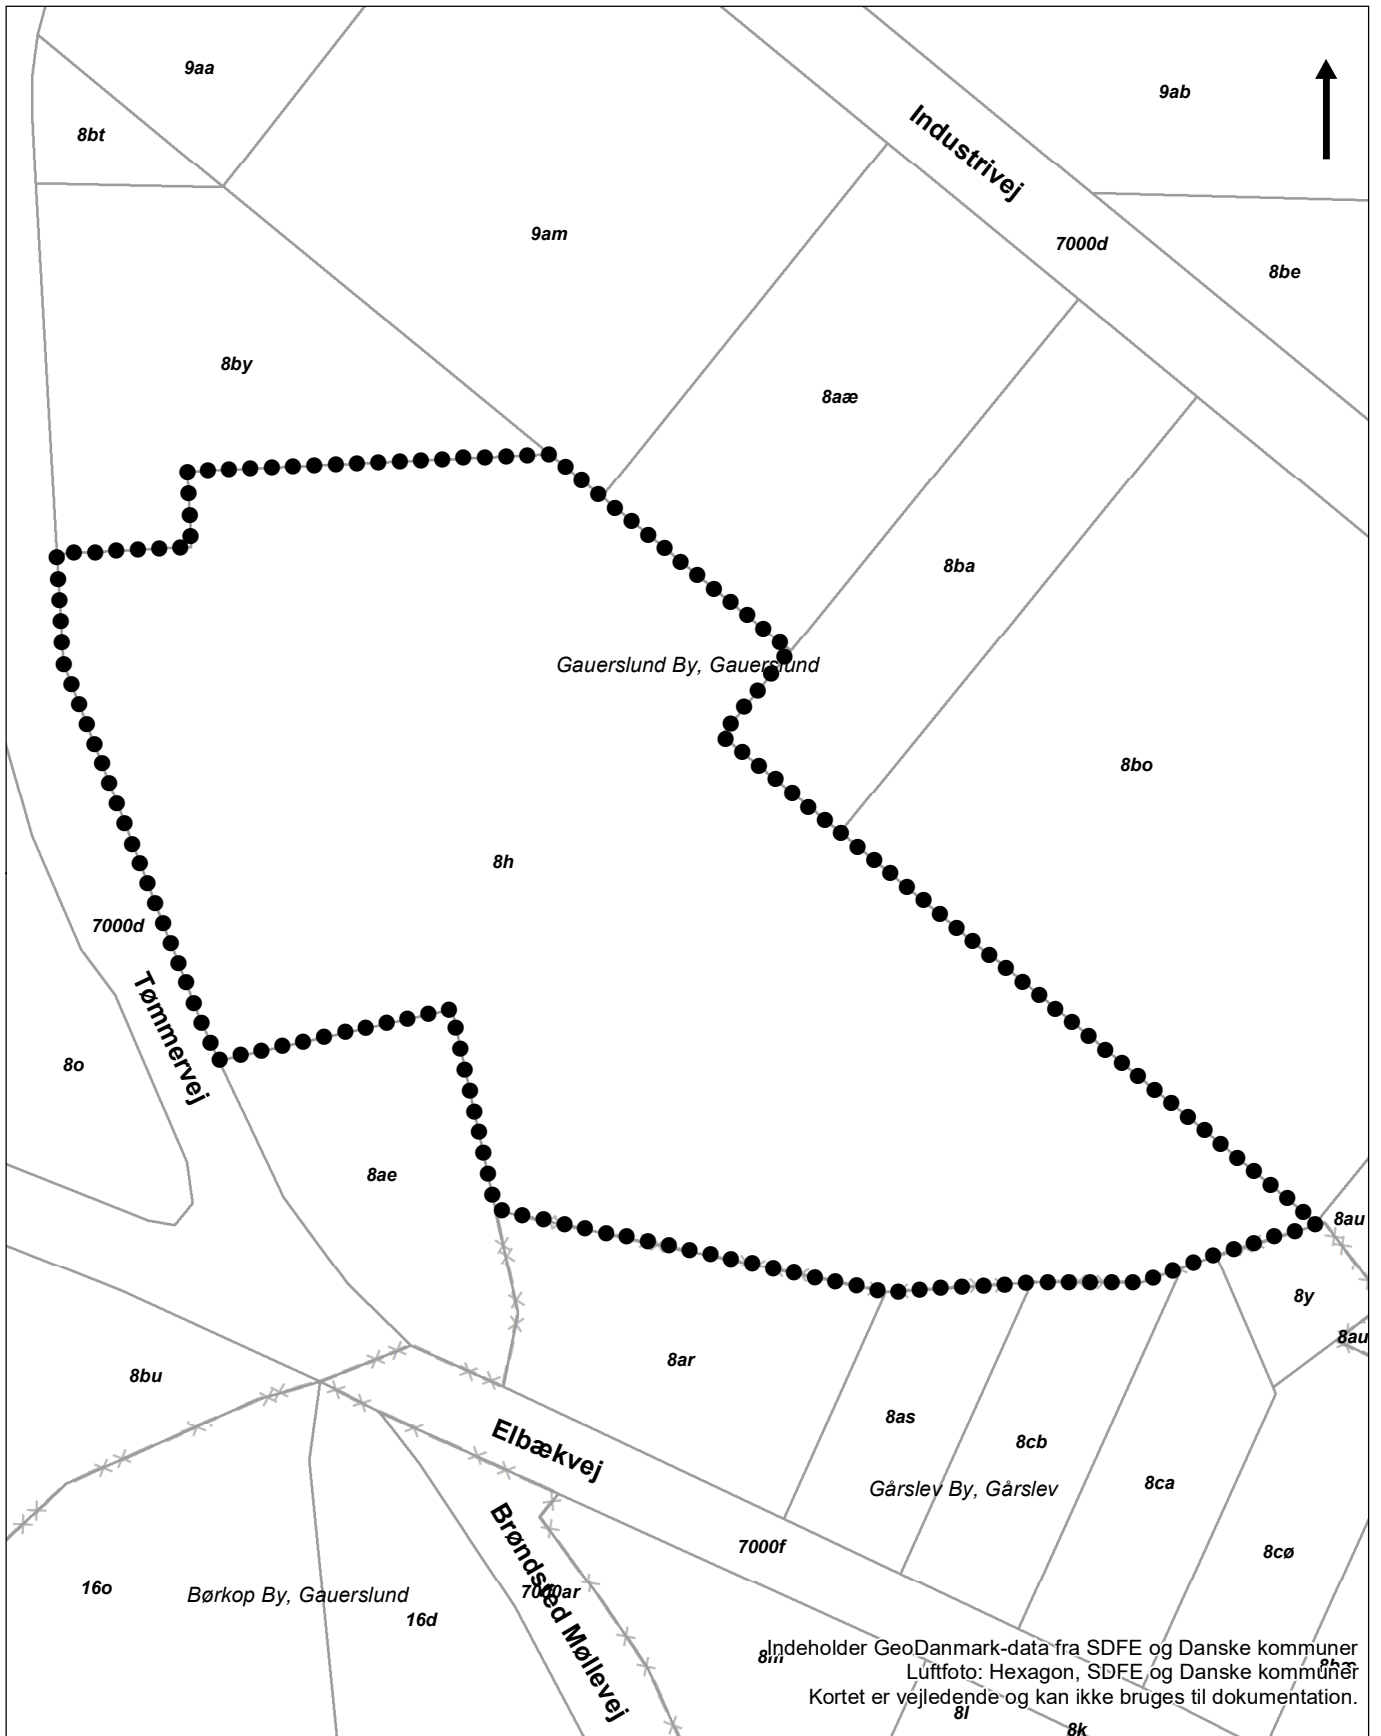 9aa
9ab
8bt
Industrivej
9am
7000d
8be
8by
8aæ
8ba
Gauerslund By, Gauerslund
8bo
8h
7000d
Tømmervej
8o
8ae
8au
8y
8au
8ar
8bu
8as
Elbækvej
8cb
8ca
Gårslev By, Gårslev
7000f
8cø
Brøndsted Møllevej
7000ar
16o
Børkop By, Gauerslund
16d
Indeholder GeoDanmark-data fra SDFE og Danske kommuner
Luftfoto: Hexagon, SDFE og Danske kommuner
Kortet er vejledende og kan ikke bruges til dokumentation.
8l
8k